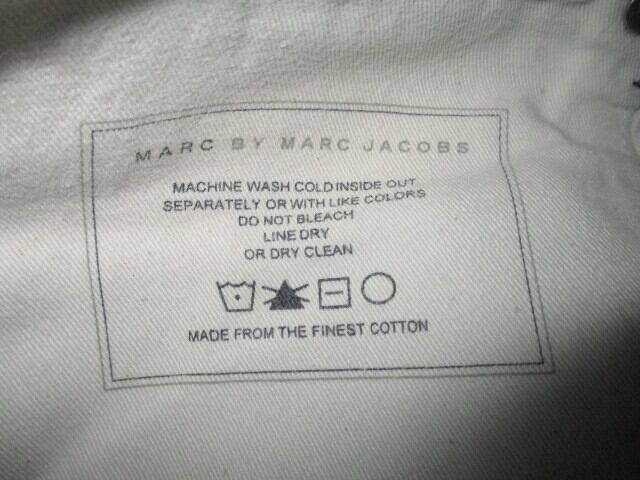 MARC BY MARC JACOBS
MACHINE WASH COLD INSIDE OUT
SEPARATELY OR WITH LIKE COLORS
DO NOT BLEACH
LINE DRY
OR DRY CLEAN
MADE FROM THE FINEST COTTON